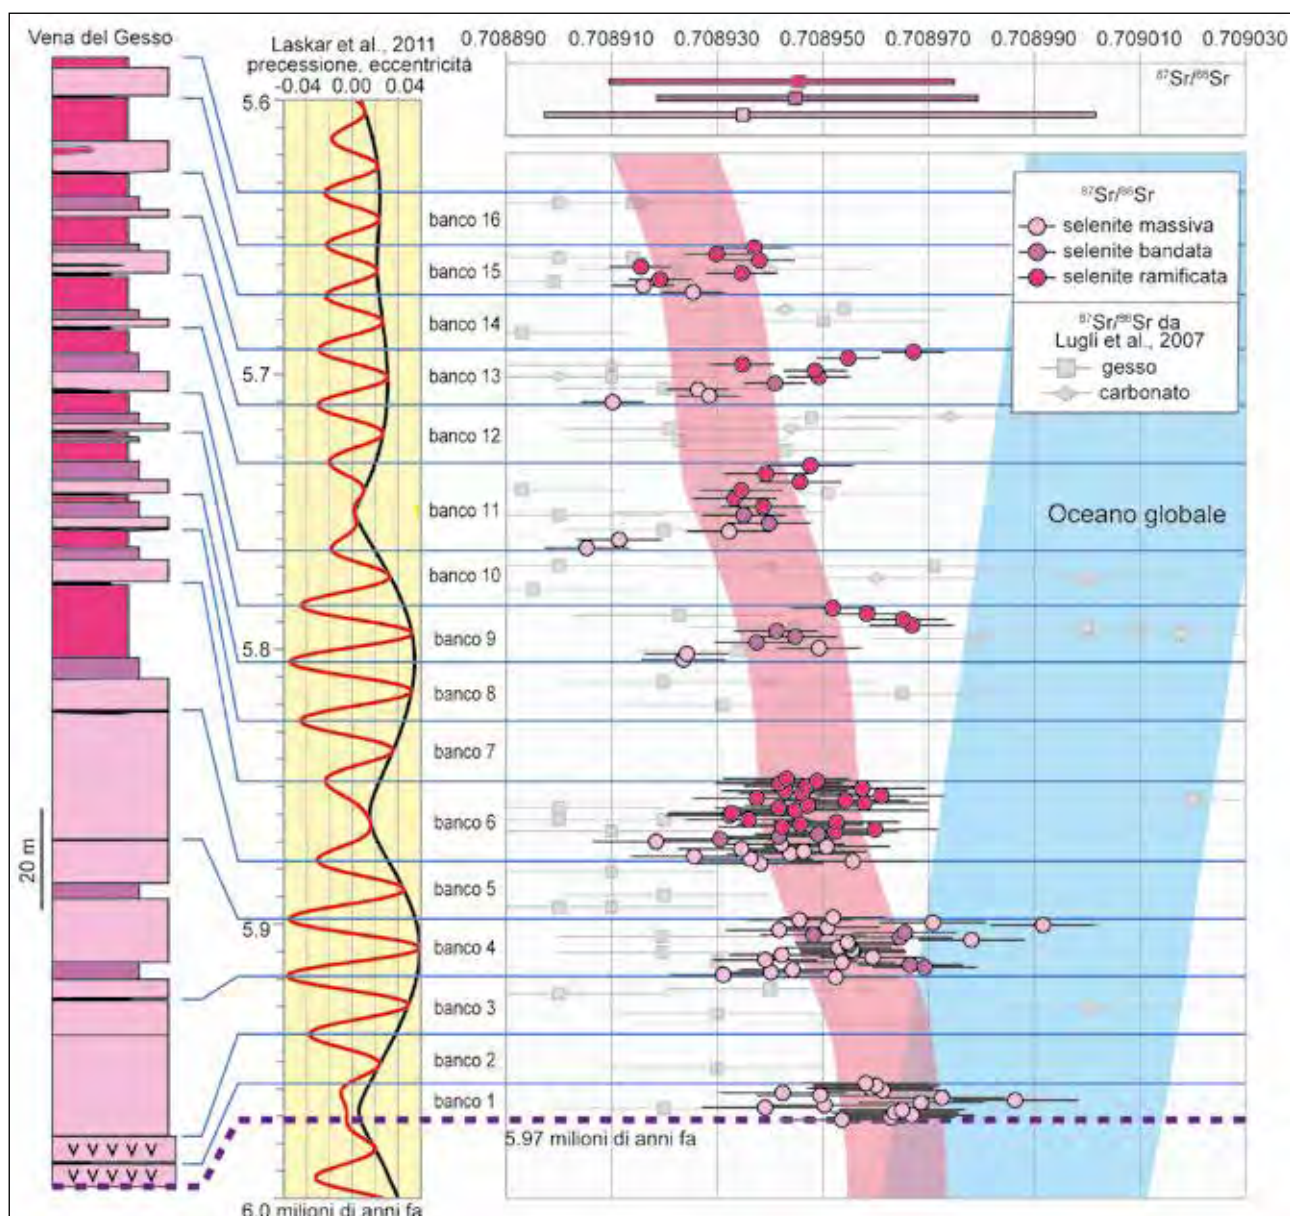 Vena del Gesso
Laskar et al., 2011
precessione, eccentricità
-0.04 0.00 0.04
0.708890 0.708910 0.708930 0.708950 0.708970 0.708990 0.709010 0.709030
⁸⁷Sr/⁸⁶Sr
5.6
5.7
5.8
5.9
6.0 milioni di anni fa
20 m
banco 16
banco 15
banco 14
banco 13
banco 12
banco 11
banco 10
banco 9
banco 8
banco 7
banco 6
banco 5
banco 4
banco 3
banco 2
banco 1
5.97 milioni di anni fa
⁸⁷Sr/⁸⁶Sr
selenite massiva
selenite bandata
selenite ramificata
⁸⁷Sr/⁸⁶Sr da
Lugli et al., 2007
gesso
carbonato
Oceano globale
v v v v v
v v v v v